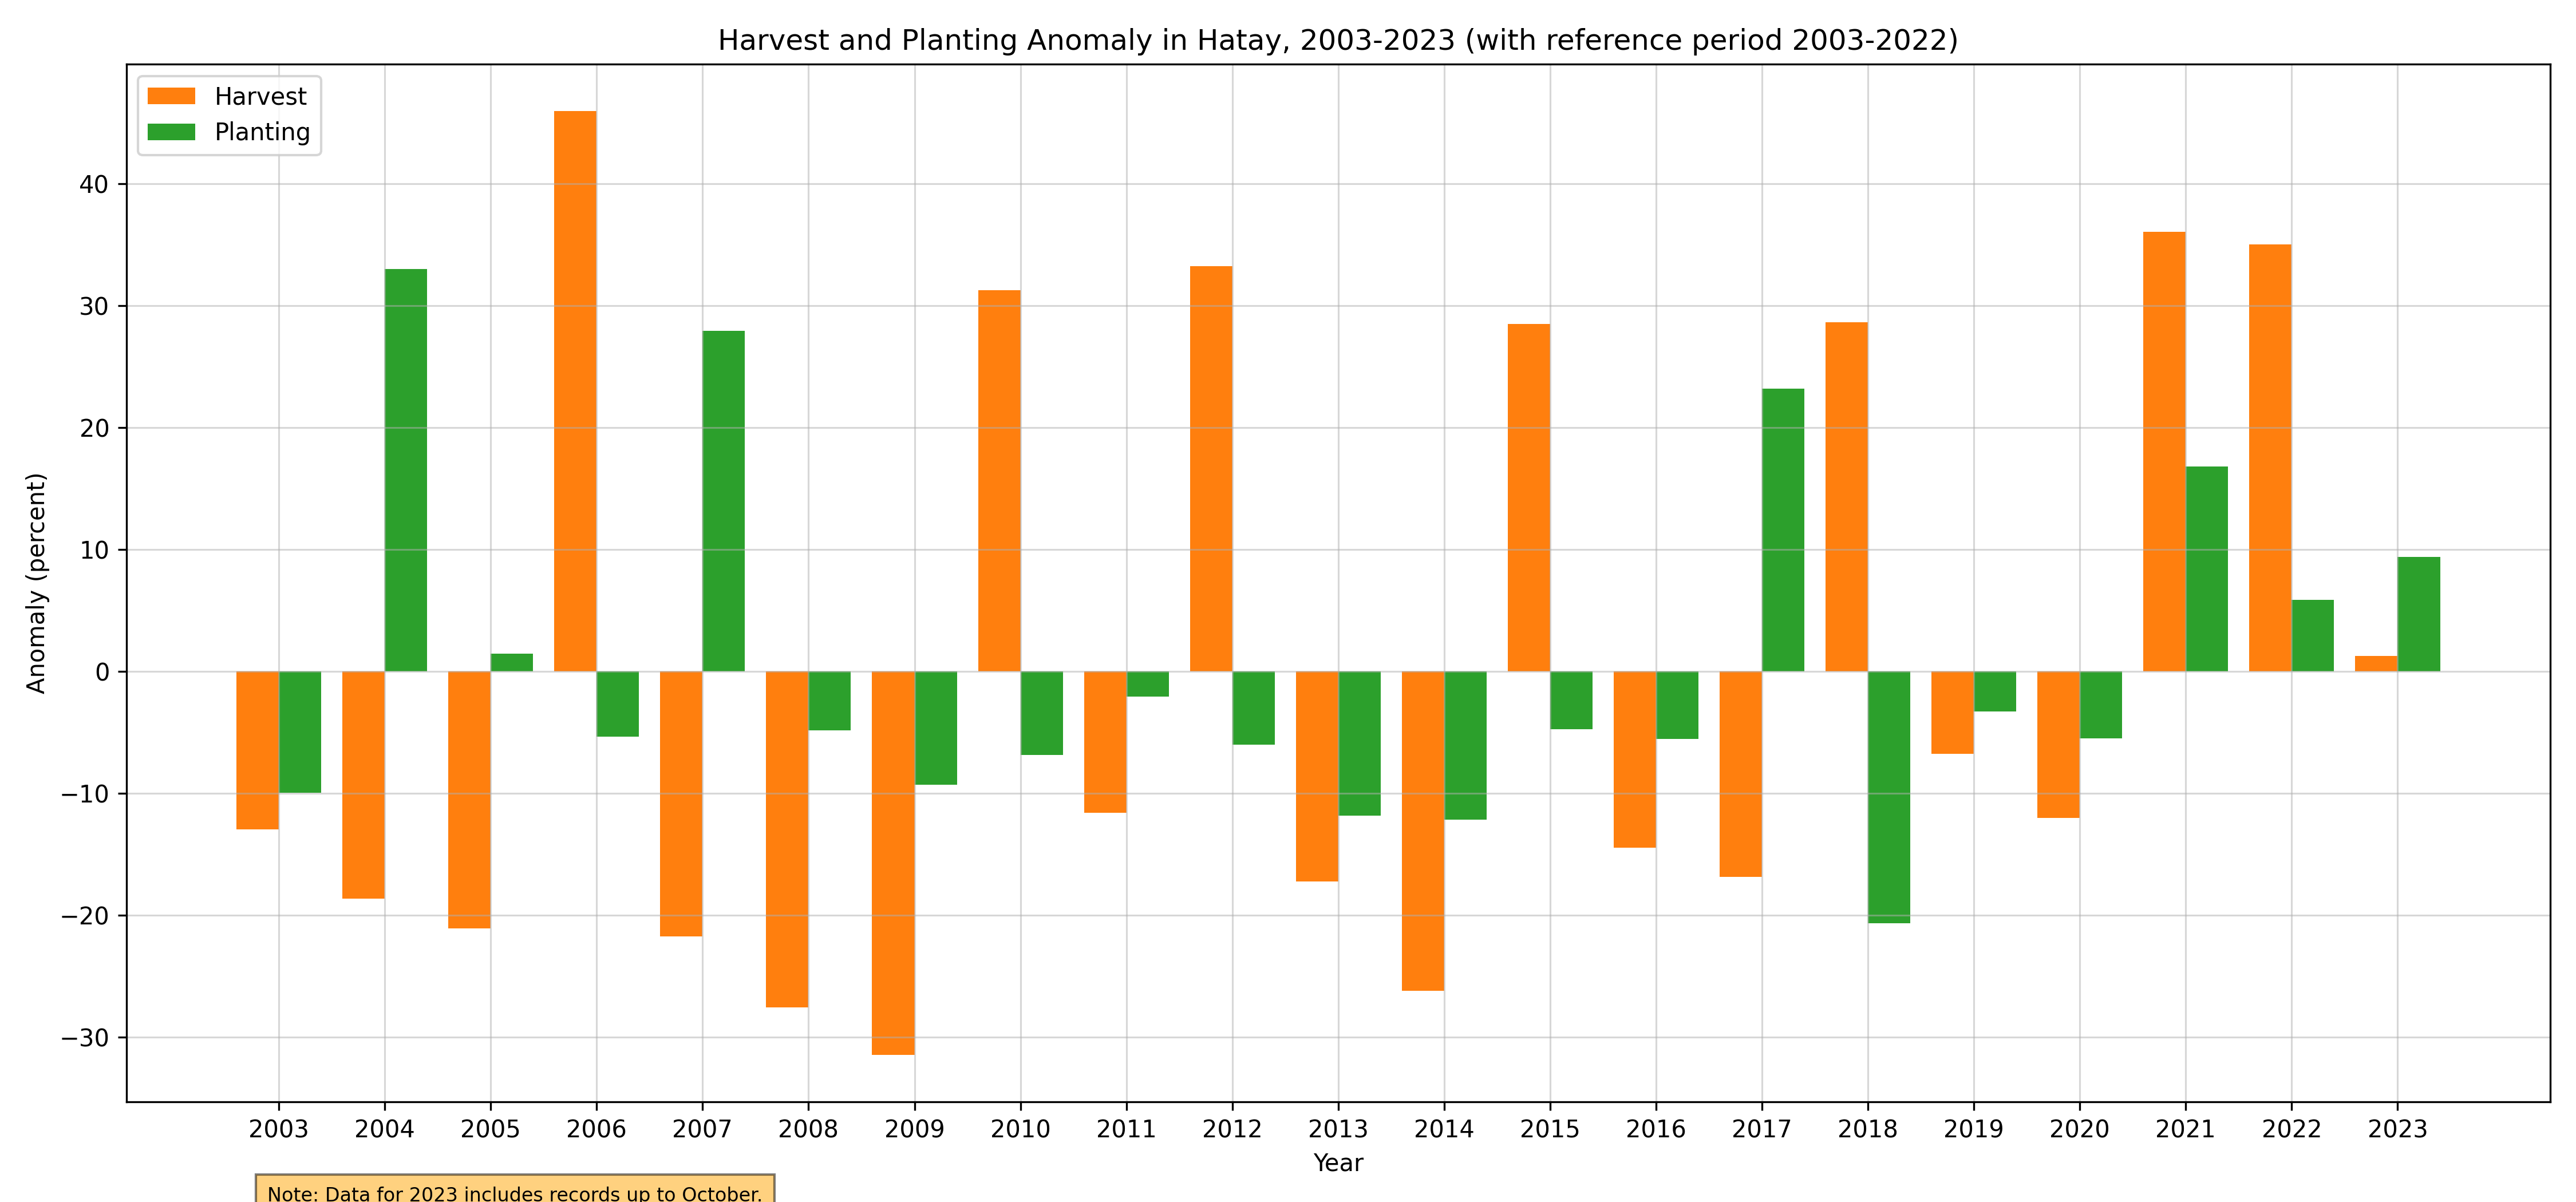 Harvest and Planting Anomaly in Hatay, 2003-2023 (with reference period 2003-2022)
Harvest
Planting
40
30
20
10
0
−10
−20
−30
Anomaly (percent)
2003 2004 2005 2006 2007 2008 2009 2010 2011 2012 2013 2014 2015 2016 2017 2018 2019 2020 2021 2022 2023
Year
Note: Data for 2023 includes records up to October.